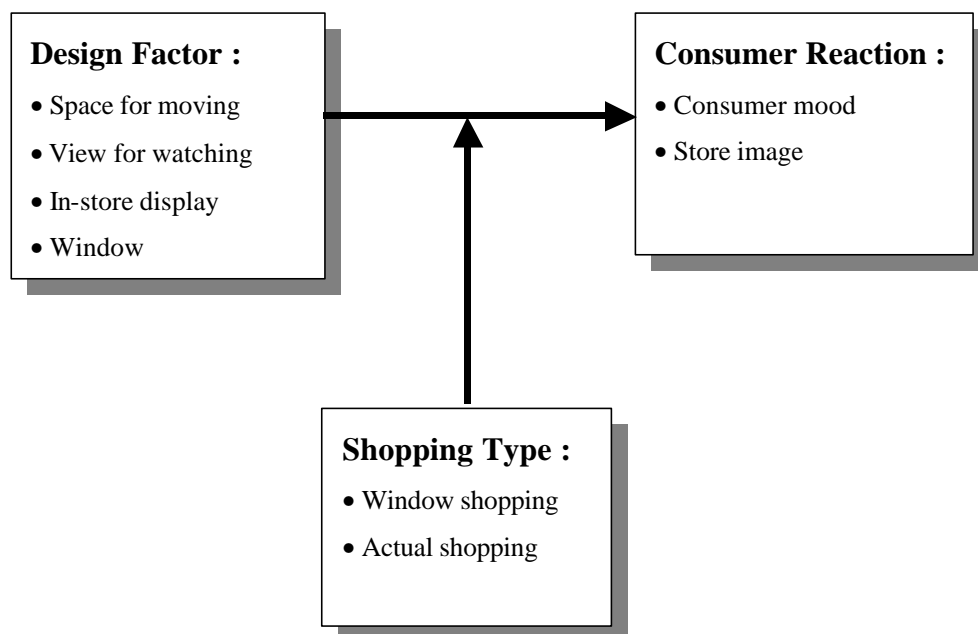 Design Factor :
• Space for moving
• View for watching
• In-store display
• Window
Consumer Reaction :
• Consumer mood
• Store image
Shopping Type :
• Window shopping
• Actual shopping